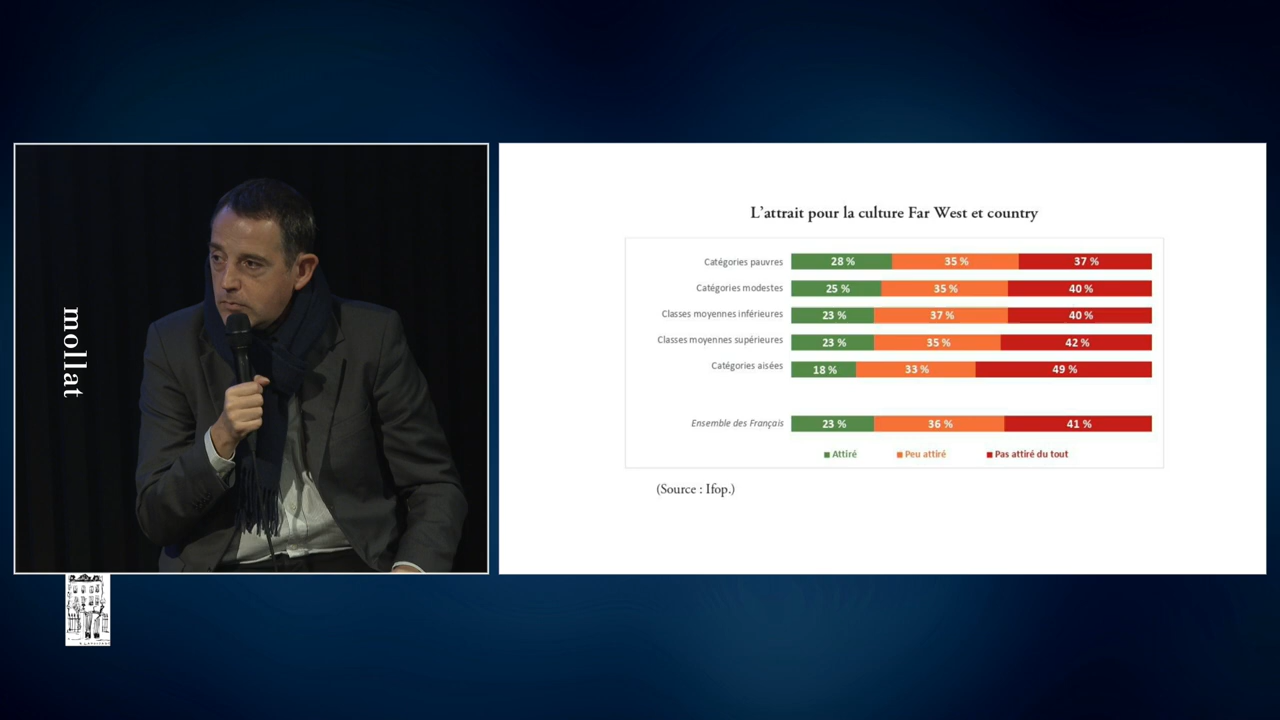 mollat
L'attrait pour la culture Far West et country
Catégories pauvres 28 % 35 % 37 %
Catégories modestes 25 % 35 % 40 %
Classes moyennes inférieures 23 % 37 % 40 %
Classes moyennes supérieures 23 % 35 % 42 %
Catégories aisées 18 % 33 % 49 %
Ensemble des Français 23 % 36 % 41 %
Attiré Peu attiré Pas attiré du tout
(Source : Ifop.)